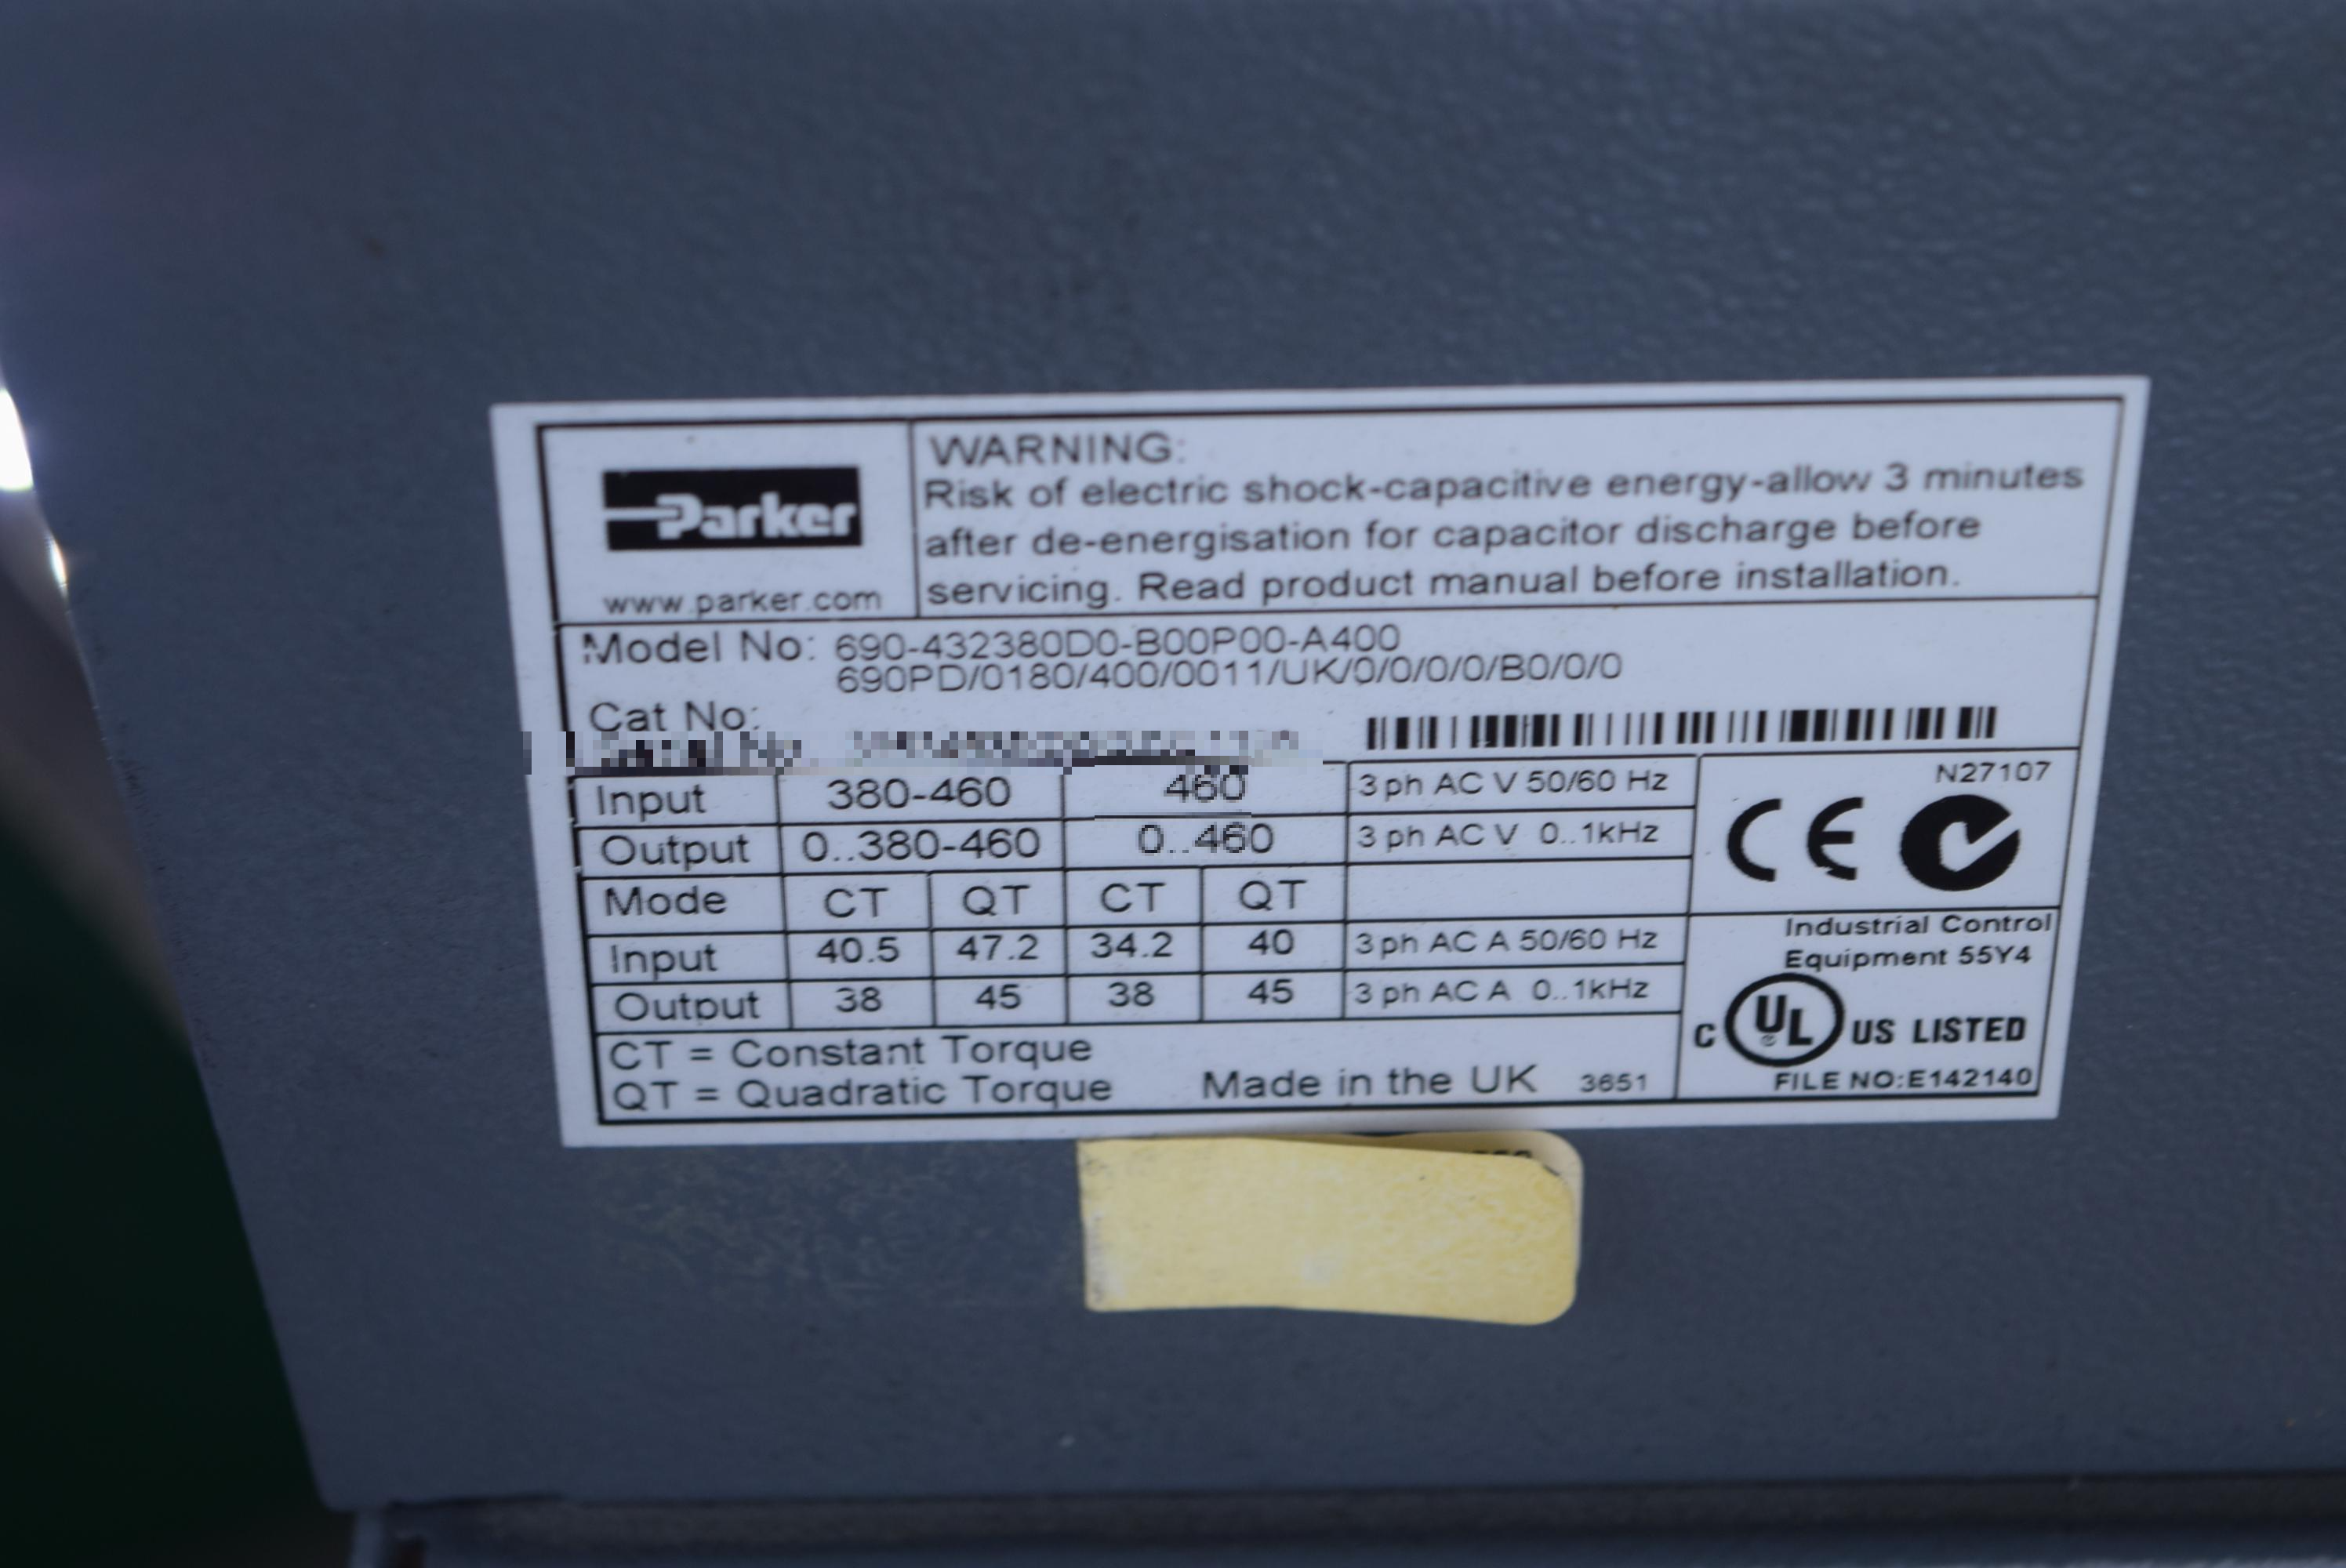 Parker
www.parker.com
WARNING:
Risk of electric shock-capacitive energy-allow 3 minutes
after de-energisation for capacitor discharge before
servicing. Read product manual before installation.
Model No: 690-432380D0-B00P00-A400
690PD/0180/400/0011/UK/0/0/0/0/B0/0/0
Cat No:
Input 380-460 460 3 ph AC V 50/60 Hz
Output 0..380-460 0..460 3 ph AC V 0..1kHz
Mode CT QT CT QT
Input 40.5 47.2 34.2 40 3 ph AC A 50/60 Hz
Output 38 45 38 45 3 ph AC A 0..1kHz
CT = Constant Torque
QT = Quadratic Torque Made in the UK 3651
N27107
CE
Industrial Control
Equipment 55Y4
C UL US LISTED
FILE NO:E142140